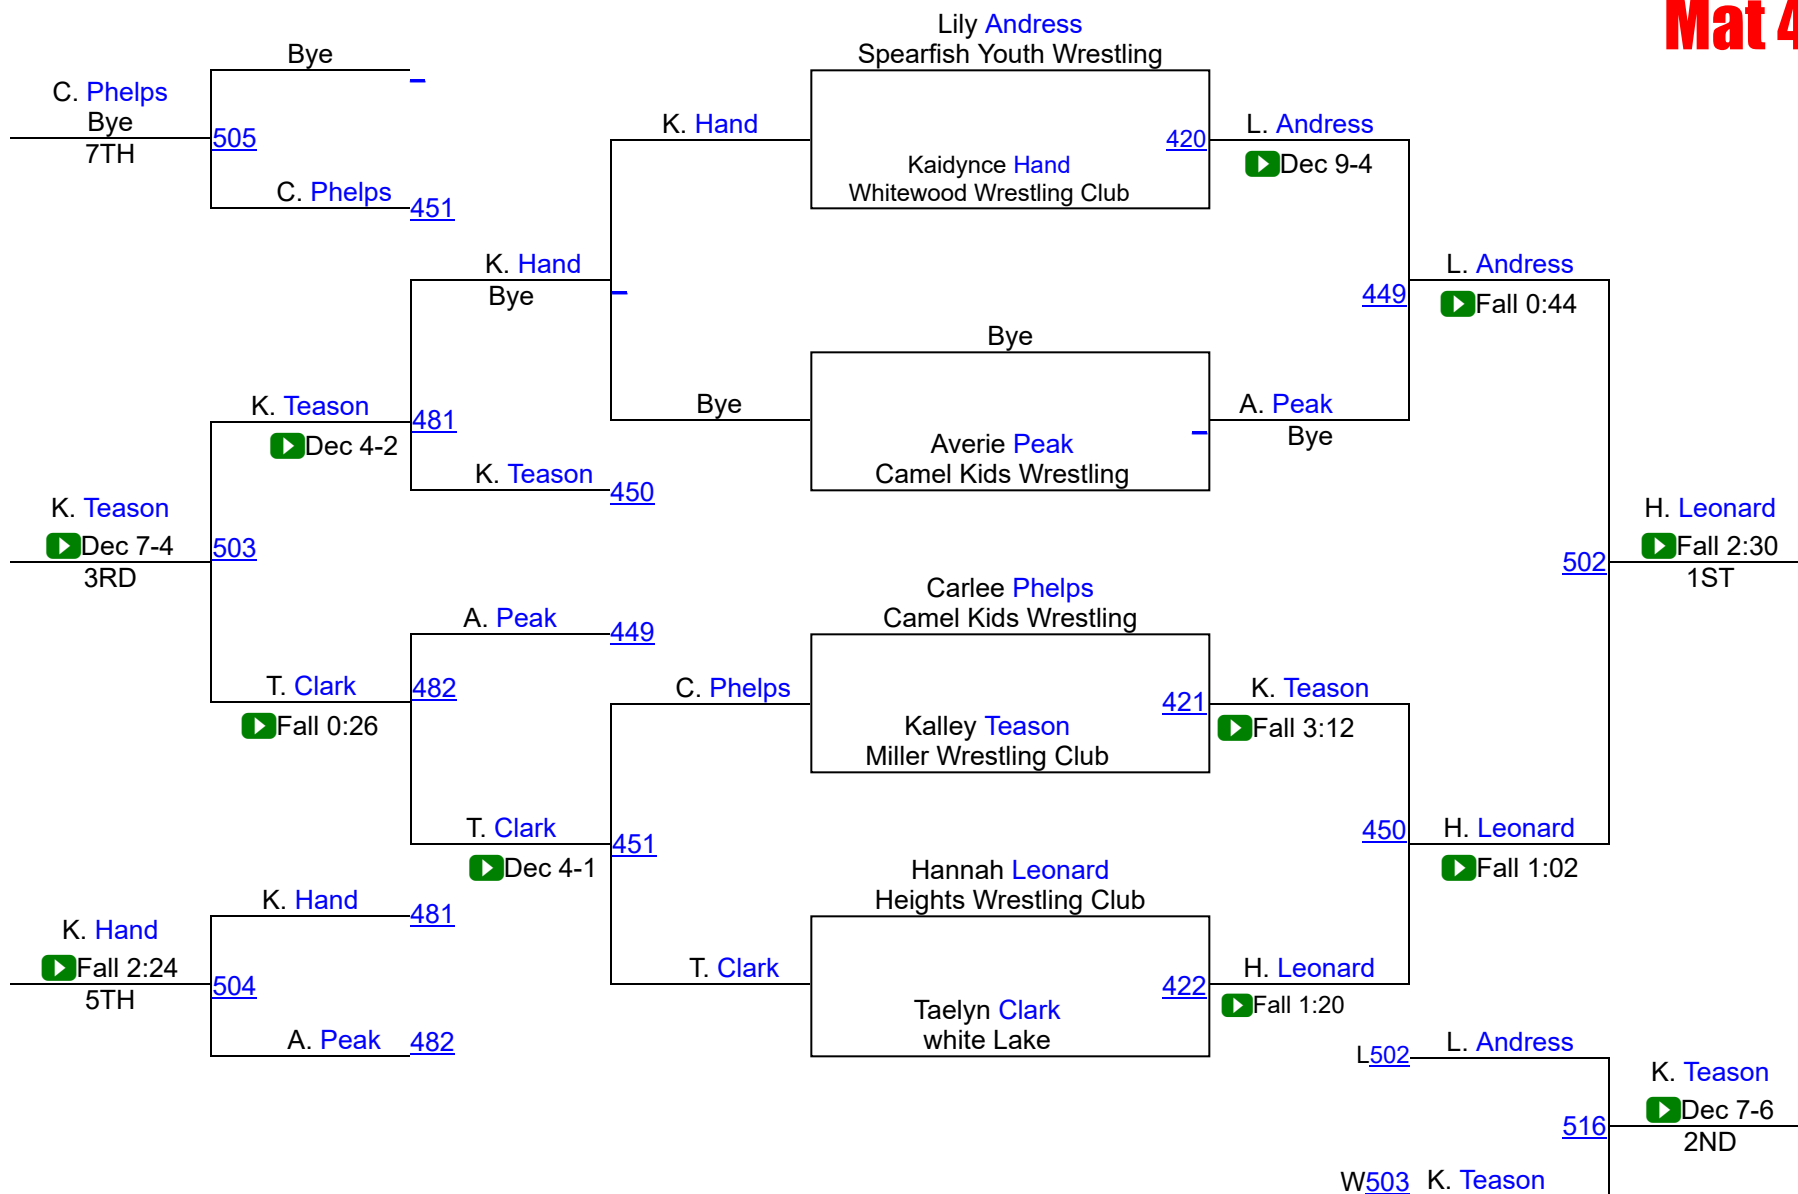 Mat 4
Lily Andress
Spearfish Youth Wrestling
Bye
C. Phelps
Bye
7TH
505
C. Phelps
451
K. Hand
420
L. Andress
Dec 9-4
Kaidynce Hand
Whitewood Wrestling Club
K. Hand
Bye
L. Andress
449
Fall 0:44
Bye
K. Teason
481
Dec 4-2
Bye
A. Peak
Bye
Averie Peak
Camel Kids Wrestling
K. Teason
450
K. Teason
Dec 7-4
503
3RD
H. Leonard
Fall 2:30
502
1ST
Carlee Phelps
Camel Kids Wrestling
A. Peak
449
T. Clark
482
Fall 0:26
C. Phelps
421
K. Teason
Fall 3:12
Kalley Teason
Miller Wrestling Club
T. Clark
451
Dec 4-1
450
H. Leonard
Fall 1:02
Hannah Leonard
Heights Wrestling Club
K. Hand
481
K. Hand
Fall 2:24
504
5TH
T. Clark
422
H. Leonard
Fall 1:20
Taelyn Clark
white Lake
A. Peak
482
L502
L. Andress
K. Teason
Dec 7-6
516
2ND
W503
K. Teason